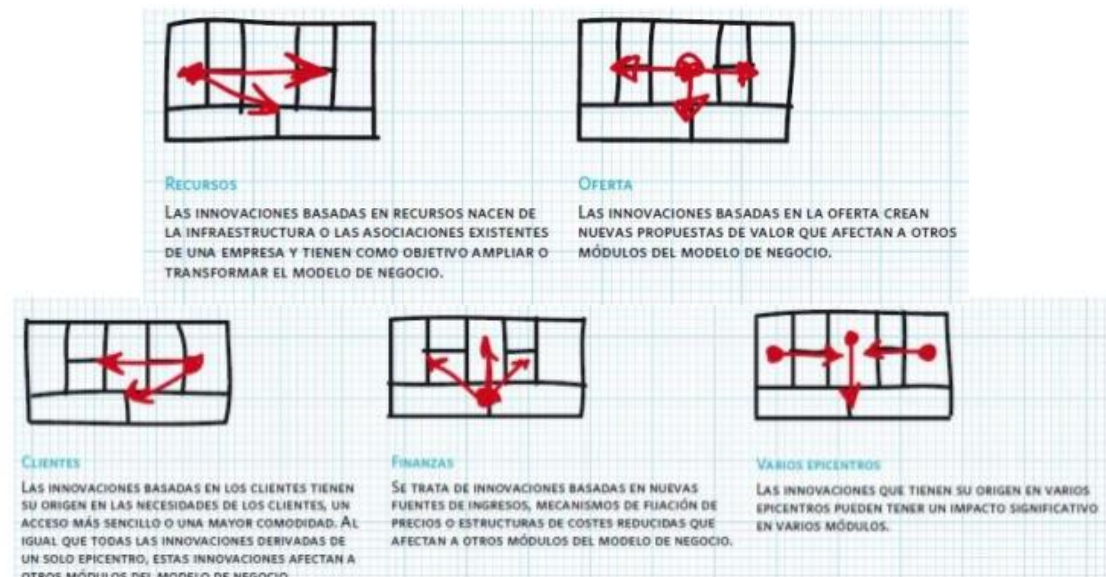 RECURSOS
LAS INNOVACIONES BASADAS EN RECURSOS NACEN DE
LA INFRAESTRUCTURA O LAS ASOCIACIONES EXISTENTES
DE UNA EMPRESA Y TIENEN COMO OBJETIVO AMPLIAR O
TRANSFORMAR EL MODELO DE NEGOCIO.
OFERTA
LAS INNOVACIONES BASADAS EN LA OFERTA CREAN
NUEVAS PROPUESTAS DE VALOR QUE AFECTAN A OTROS
MÓDULOS DEL MODELO DE NEGOCIO.
CLIENTES
LAS INNOVACIONES BASADAS EN LOS CLIENTES TIENEN
SU ORIGEN EN LAS NECESIDADES DE LOS CLIENTES, UN
ACCESO MÁS SENCILLO O UNA MAYOR COMODIDAD. AL
IGUAL QUE TODAS LAS INNOVACIONES DERIVADAS DE
UN SOLO EPICENTRO, ESTAS INNOVACIONES AFECTAN A
OTROS MÓDULOS DEL MODELO DE NEGOCIO
FINANZAS
SE TRATA DE INNOVACIONES BASADAS EN NUEVAS
FUENTES DE INGRESOS, MECANISMOS DE FIJACIÓN DE
PRECIOS O ESTRUCTURAS DE COSTES REDUCIDAS QUE
AFECTAN A OTROS MÓDULOS DEL MODELO DE NEGOCIO.
VARIOS EPICENTROS
LAS INNOVACIONES QUE TIENEN SU ORIGEN EN VARIOS
EPICENTROS PUEDEN TENER UN IMPACTO SIGNIFICATIVO
EN VARIOS MÓDULOS.